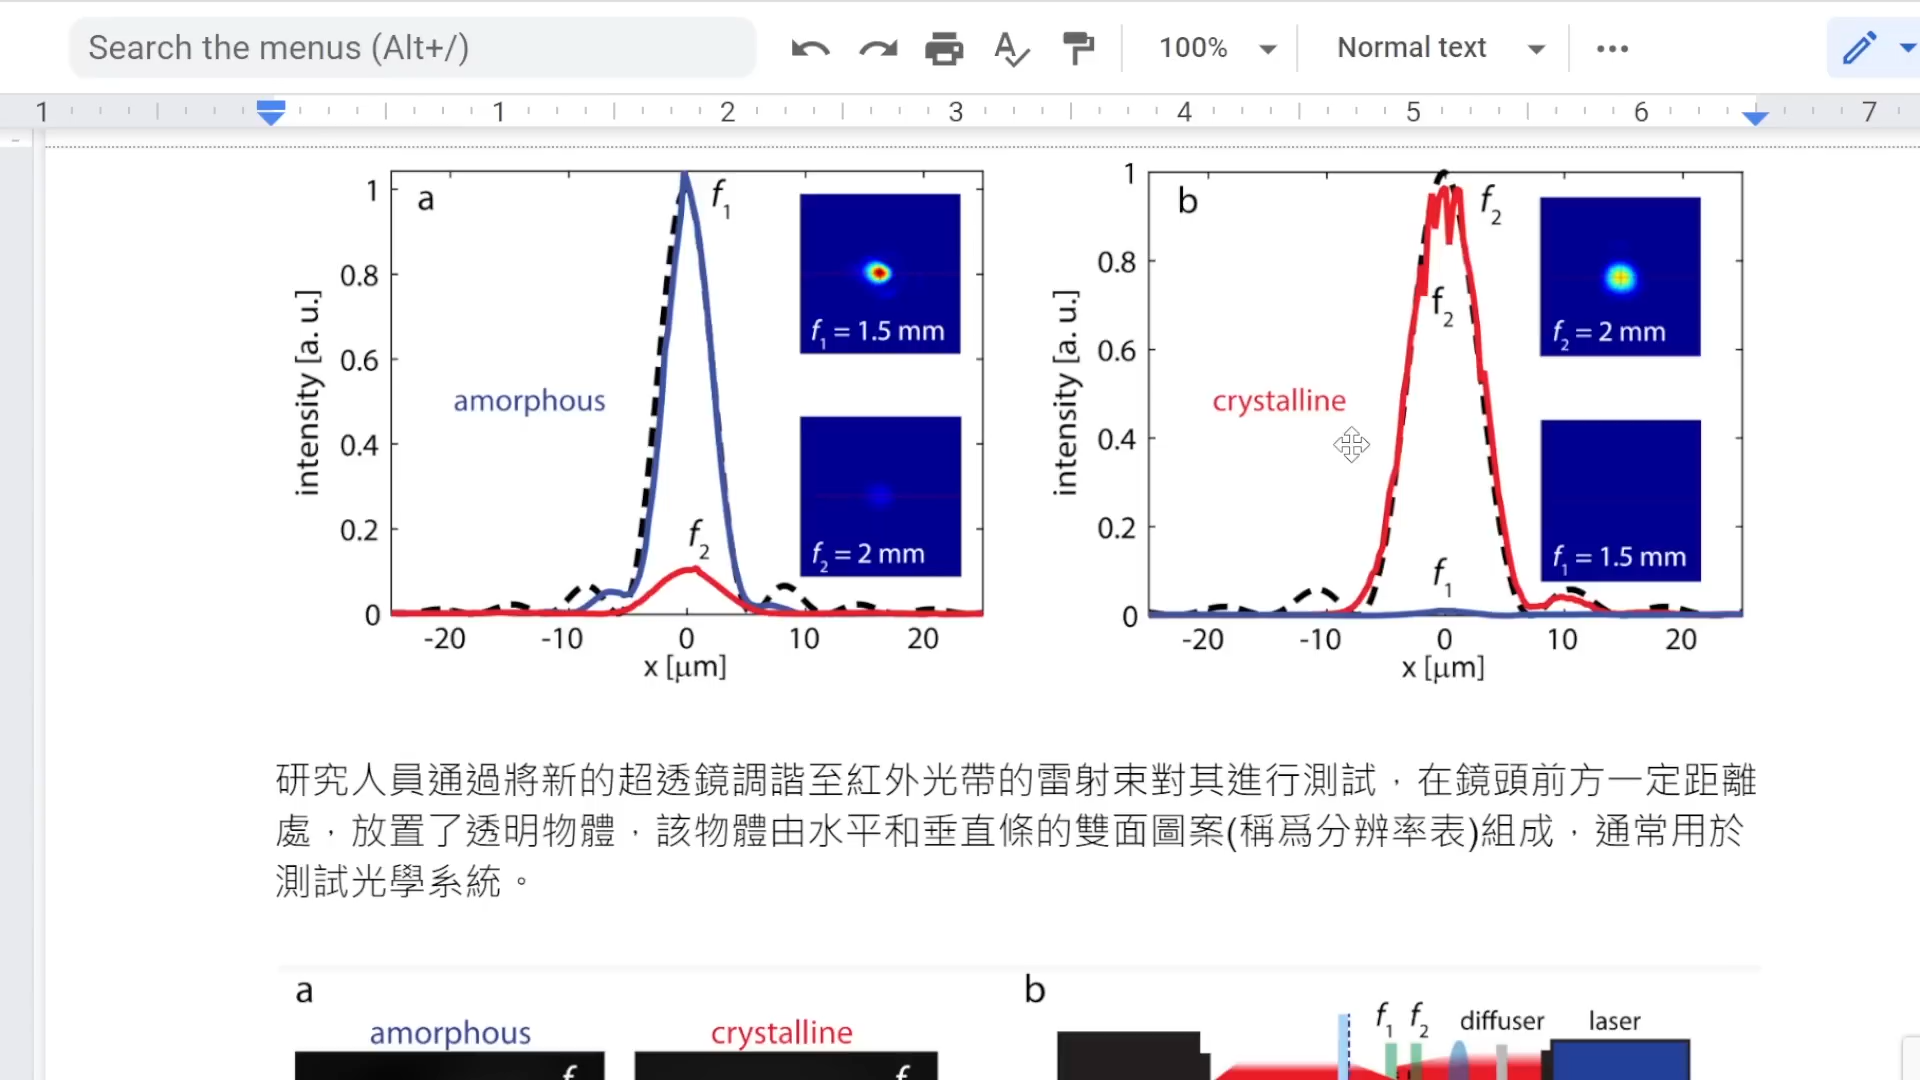 Search the menus (Alt+/)
100%
Normal text
1 1 2 3 4 5 6 7
a
f1
f2
amorphous
intensity [a. u.]
1
0.8
0.6
0.4
0.2
0
-20 -10 0 10 20
x [μm]
f1 = 1.5 mm
f2 = 2 mm
b
f2
f2
f1
crystalline
intensity [a. u.]
1
0.8
0.6
0.4
0.2
0
-20 -10 0 10 20
x [μm]
f2 = 2 mm
f1 = 1.5 mm
研究人員通過將新的超透鏡調諧至紅外光帶的雷射束對其進行測試，在鏡頭前方一定距離
處，放置了透明物體，該物體由水平和垂直條的雙面圖案(稱爲分辨率表)組成，通常用於
測試光學系統。
a
amorphous crystalline
b
f1 f2 diffuser laser